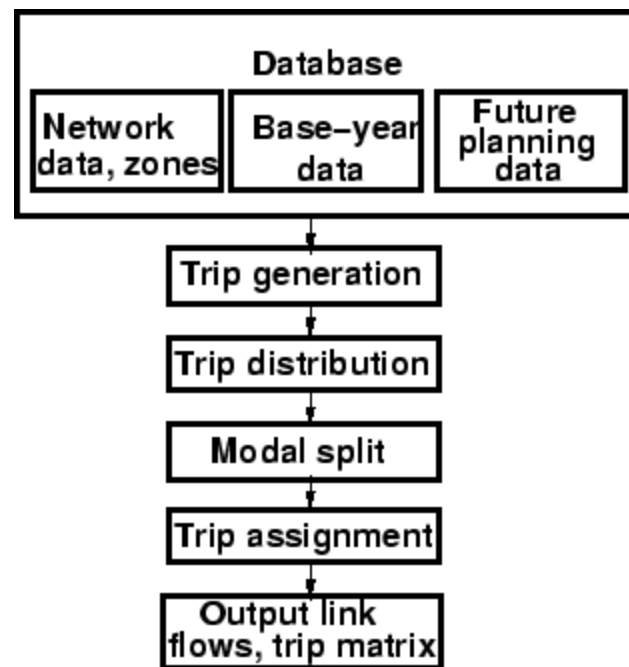 Database
Network
data, zones
Base-year
data
Future
planning
data
Trip generation
Trip distribution
Modal split
Trip assignment
Output link
flows, trip matrix